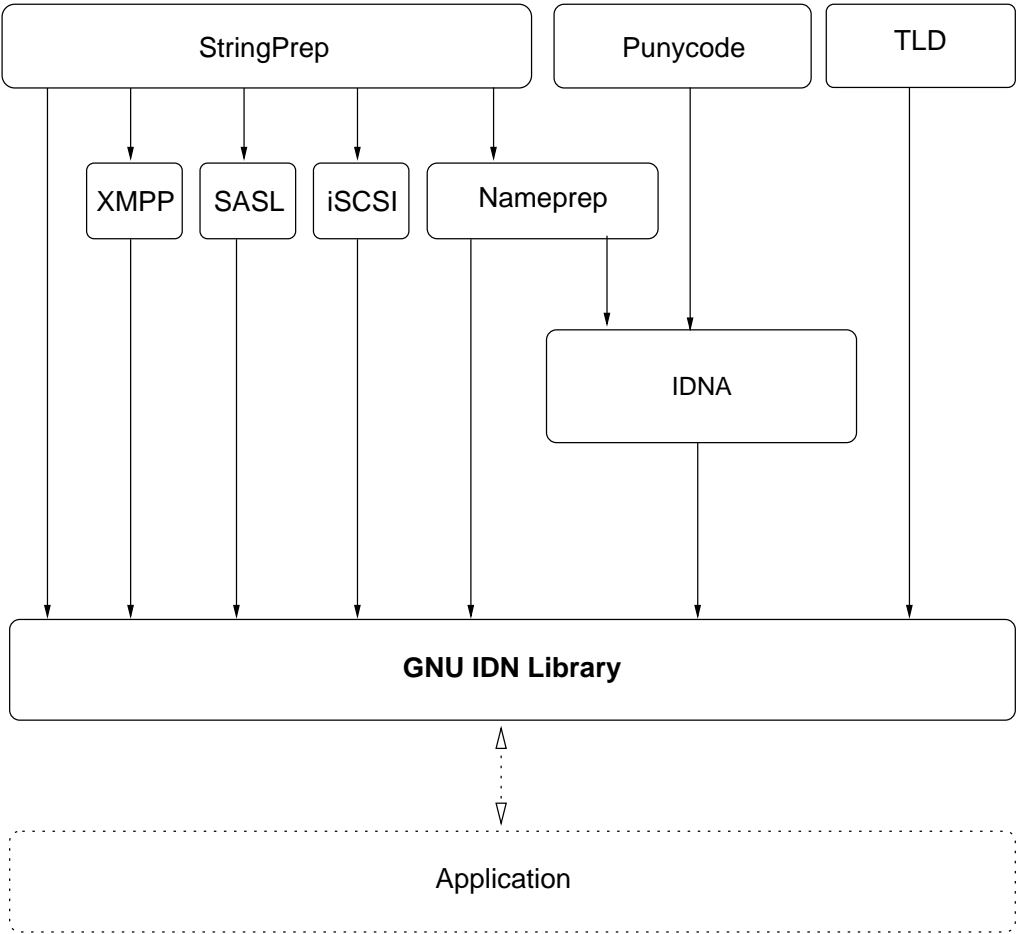 StringPrep
Punycode
TLD
XMPP
SASL
iSCSI
Nameprep
IDNA
GNU IDN Library
Application